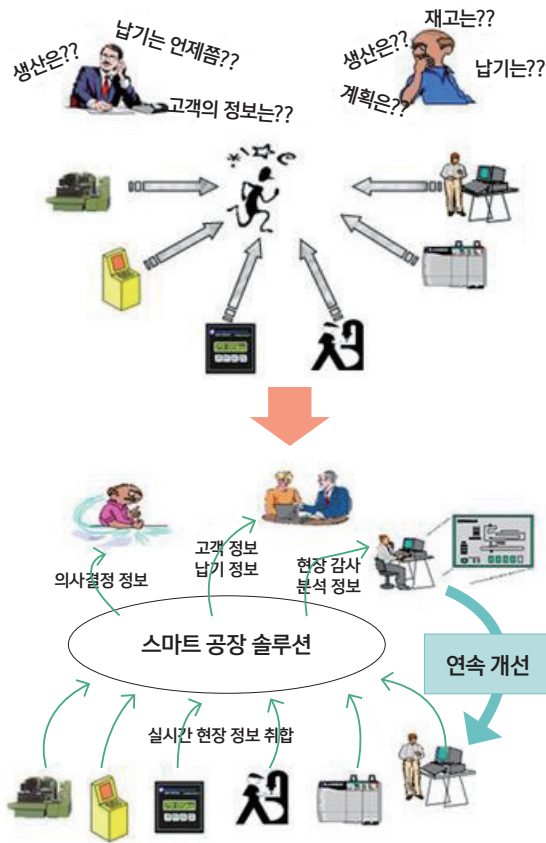 생산은??
납기는 언제쯤??
고객의 정보는??
재고는??
생산은??
납기는??
계획은??
의사결정 정보
고객 정보
납기 정보
현장 감사
분석 정보
스마트 공장 솔루션
연속 개선
실시간 현장 정보 취합